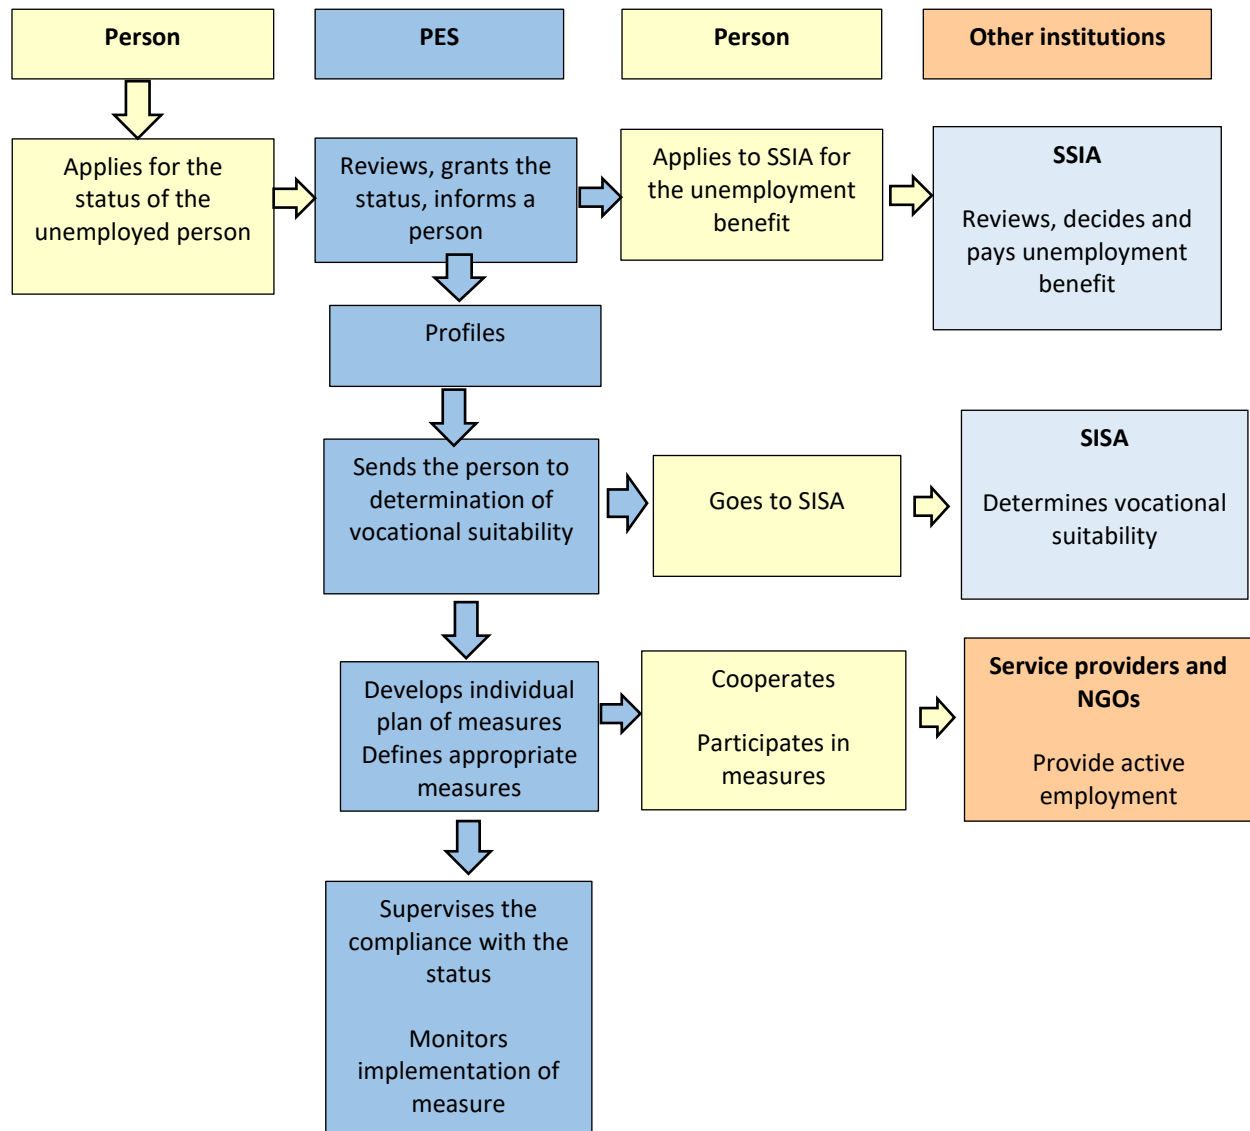 Person
PES
Person
Other institutions
Applies for the
status of the
unemployed person
Reviews, grants the
status, informs a
person
Applies to SSIA for
the unemployment
benefit
SSIA
Reviews, decides and
pays unemployment
benefit
Profiles
Sends the person to
determination of
vocational suitability
Goes to SISA
SISA
Determines vocational
suitability
Develops individual
plan of measures
Defines appropriate
measures
Cooperates
Participates in
measures
Service providers and
NGOs
Provide active
employment
Supervises the
compliance with the
status
Monitors
implementation of
measure